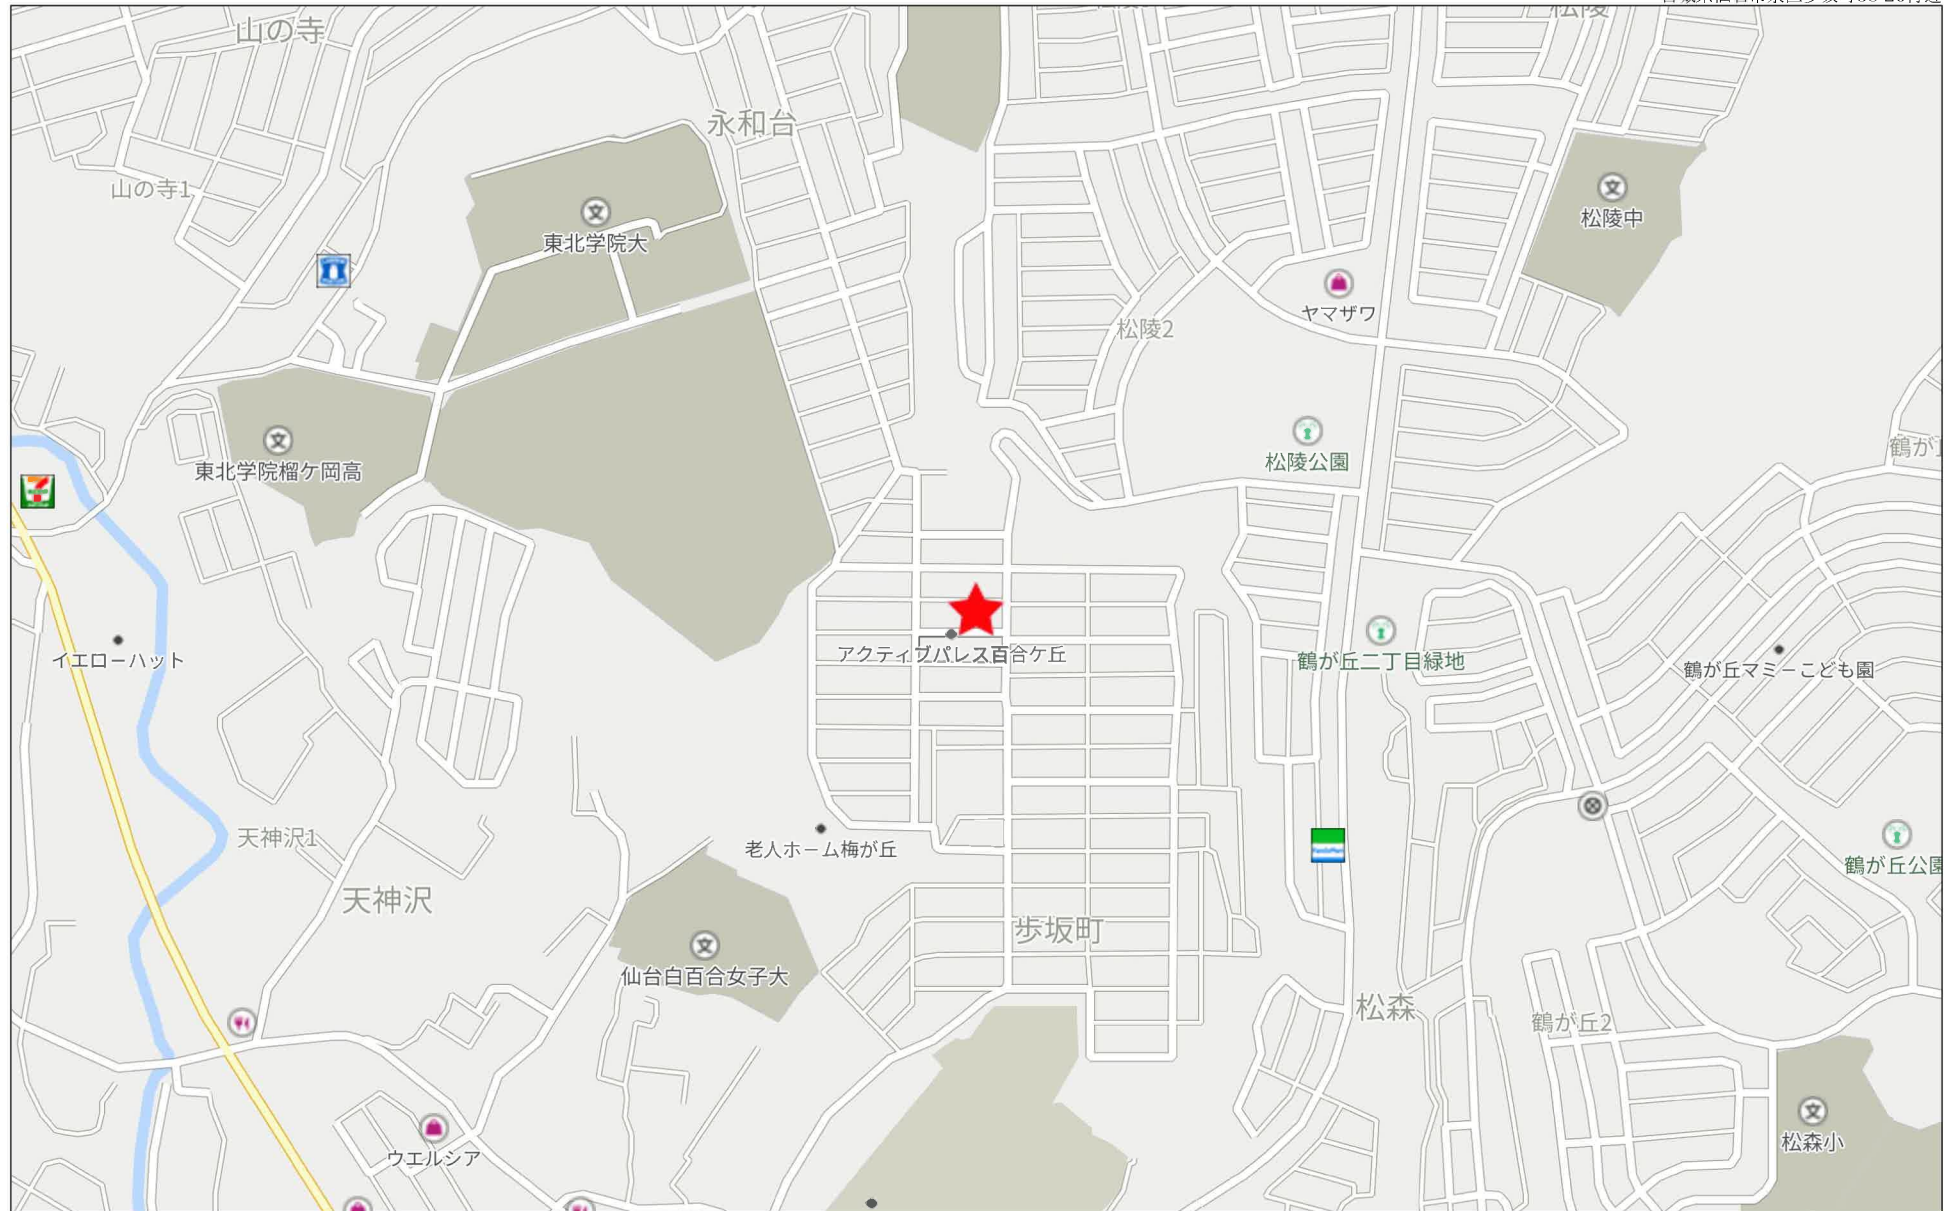 山の寺
永和台
山の寺1
東北学院大
松陵中
ヤマザワ
松陵2
松陵公園
東北学院榴ケ岡高
イエローハット
アクティブパレス百合ケ丘
鶴が丘二丁目緑地
鶴が丘マミーこども園
天神沢1
老人ホーム梅が丘
鶴が丘公園
天神沢
歩坂町
仙台白百合女子大
松森
鶴が丘2
松森小
ウエルシア